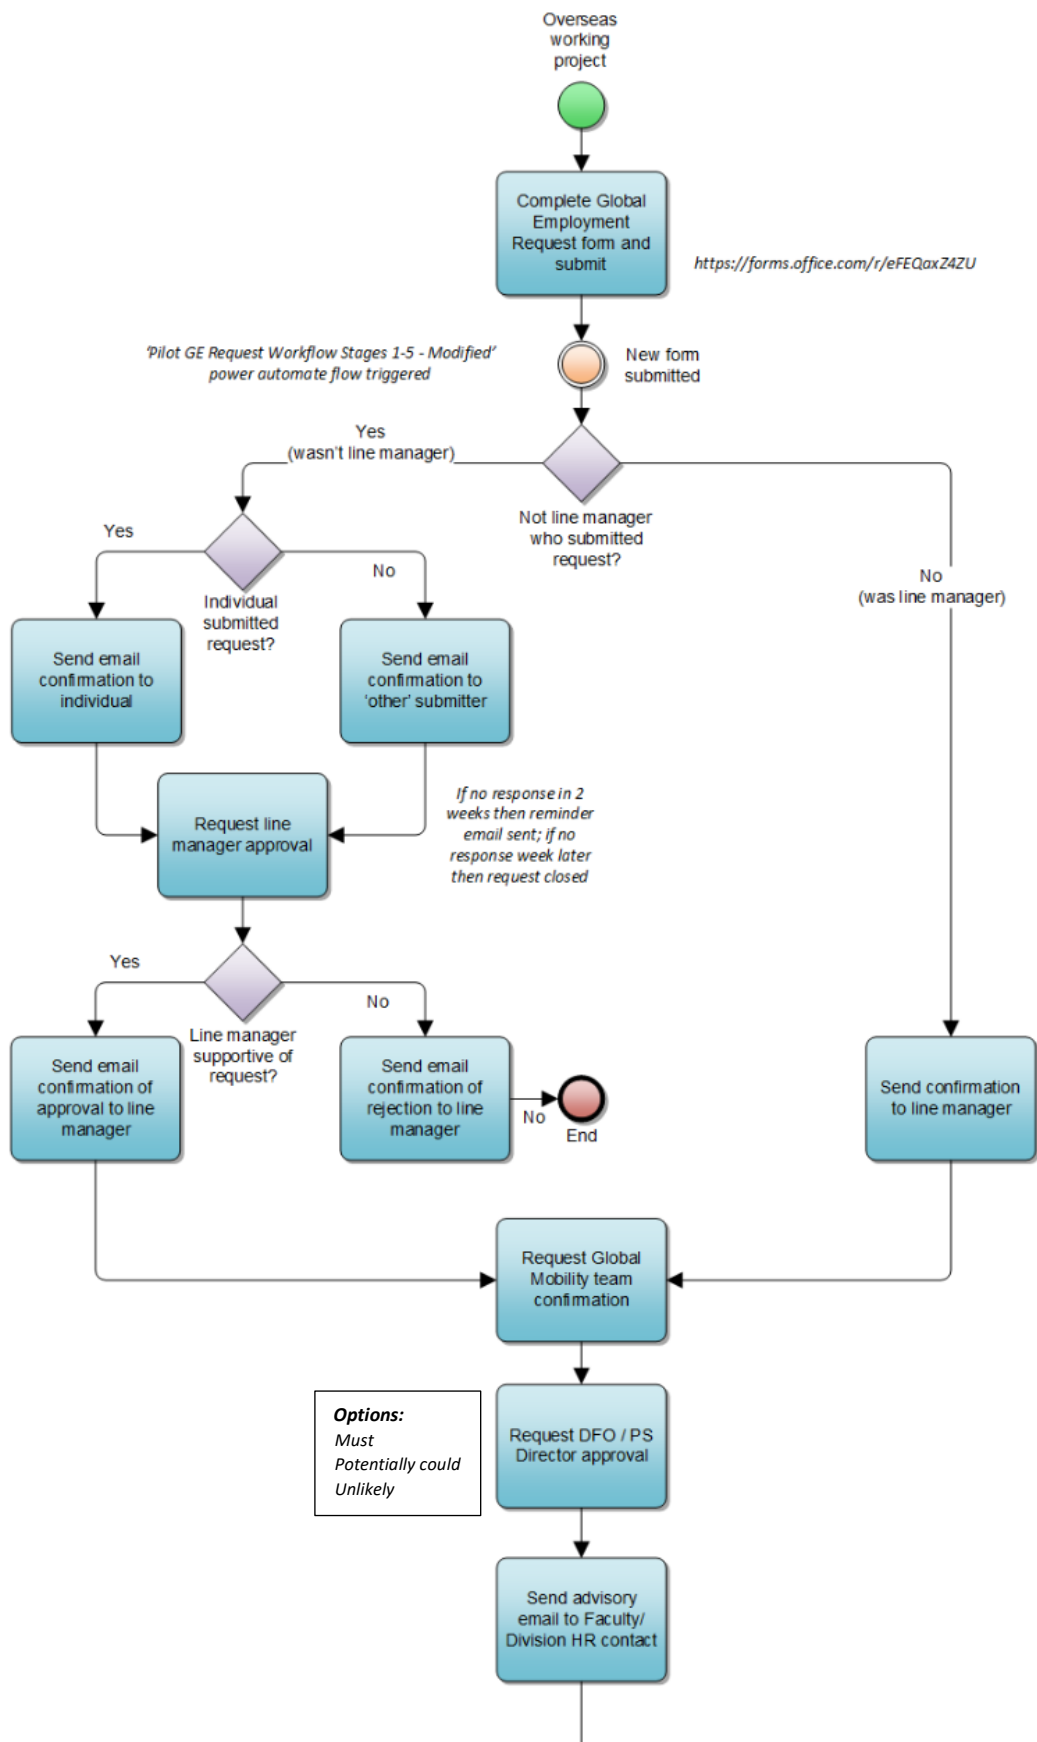 Overseas
working
project
Complete Global
Employment
Request form and
submit
https://forms.office.com/r/eFEQaxZ4ZU
'Pilot GE Request Workflow Stages 1-5 - Modified'
power automate flow triggered
New form
submitted
Yes
(wasn't line manager)
Not line manager
who submitted
request?
No
(was line manager)
Yes
No
Individual
submitted
request?
Send email
confirmation to
individual
Send email
confirmation to
'other' submitter
Request line
manager approval
If no response in 2
weeks then reminder
email sent; if no
response week later
then request closed
Yes
No
Line manager
supportive of
request?
Send email
confirmation of
approval to line
manager
Send email
confirmation of
rejection to line
manager
No
End
Send confirmation
to line manager
Request Global
Mobility team
confirmation
Options:
Must
Potentially could
Unlikely
Request DFO / PS
Director approval
Send advisory
email to Faculty/
Division HR contact